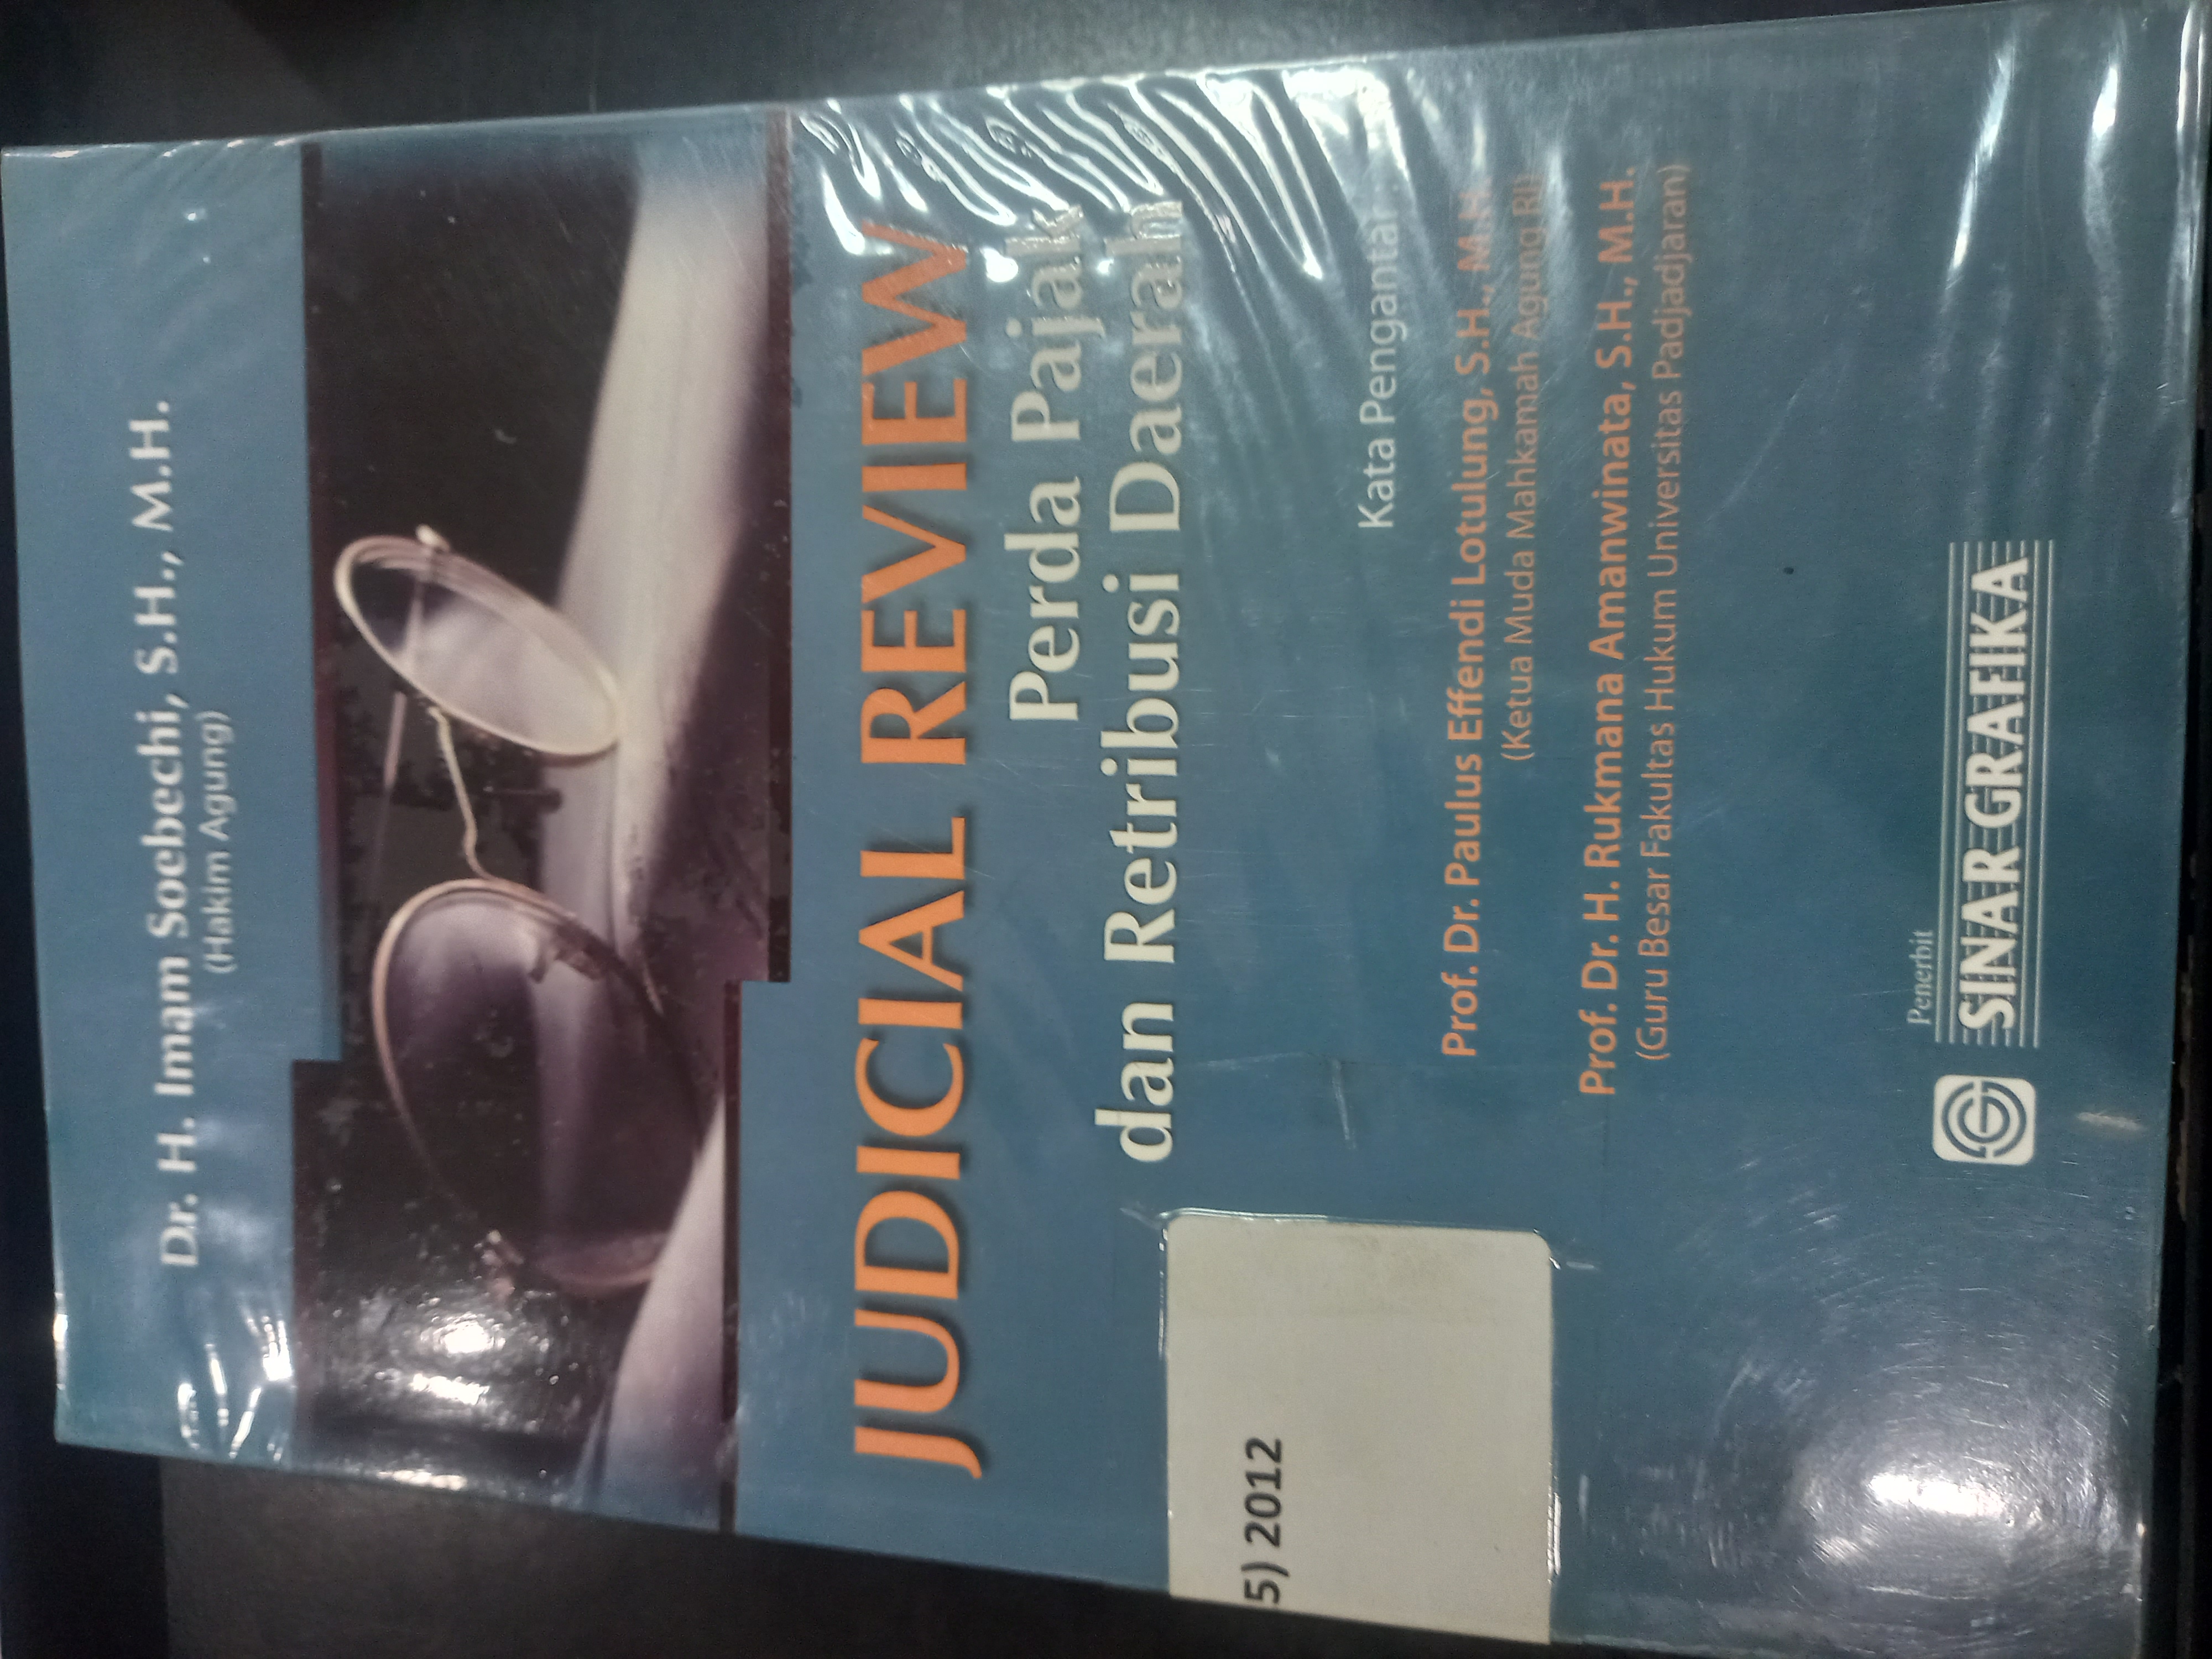 Dr. H. Imam Soebechi, S.H., M.H.
(Hakim Agung)
JUDICIAL REVIEW
Perda Pajak
dan Retribusi Daerah
Kata Pengantar :
Prof. Dr. Paulus Effendi Lotulung, S.H., M.H.
(Ketua Muda Mahkamah Agung RI)
Prof. Dr. H. Rukmana Amanwinata, S.H., M.H.
(Guru Besar Fakultas Hukum Universitas Padjadjaran)
5) 2012
Penerbit
SINAR GRAFIKA